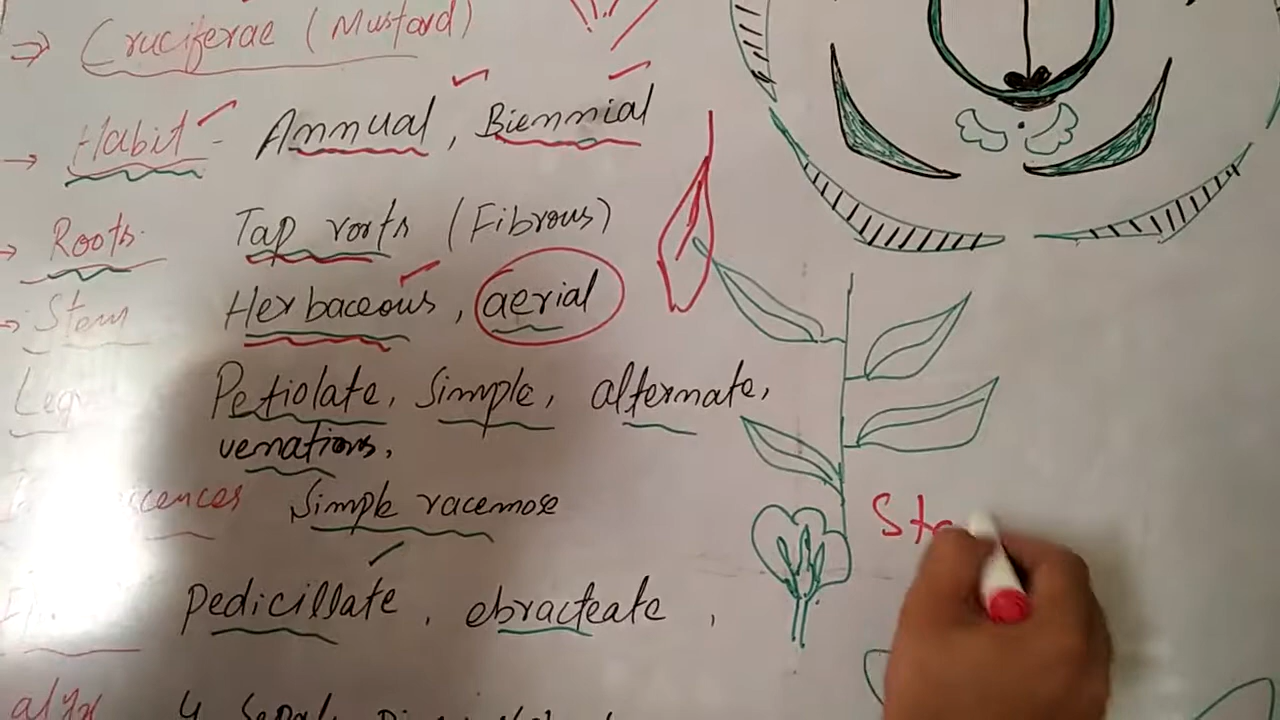 ⇒ Cruciferae (Mustard)
→ Habit - Annual, Biennial
→ Roots. Tap roots (Fibrous)
→ Stem Herbaceous, aerial
Petiolate, simple, alternate,
venations.
Simple racemose
Pedicillate, ebracteate,
4